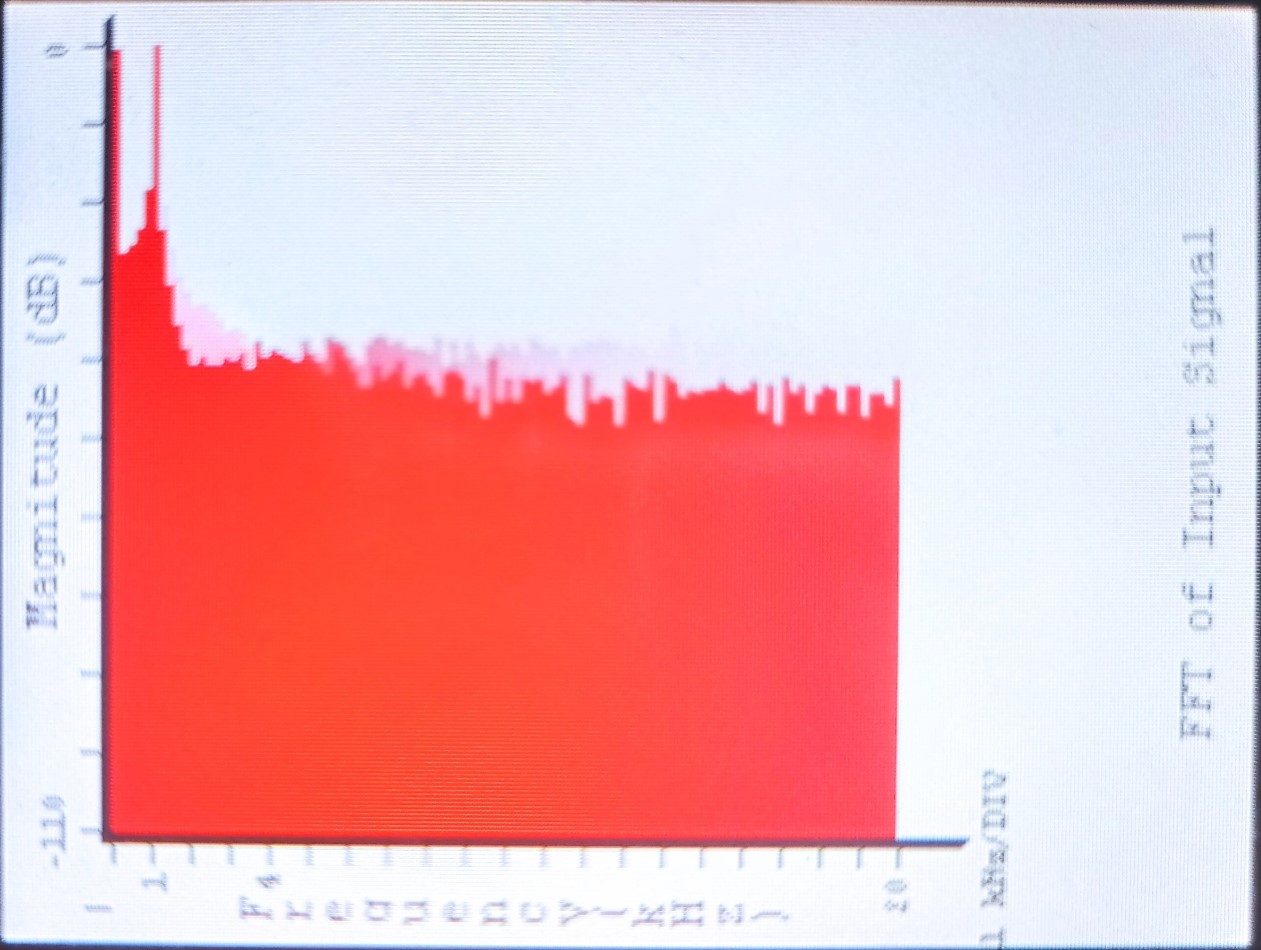 FFT of Input Signal
Magnitude (dB)
0
-110
1
4
20
Frequency(kHz)
1 kHz/DIV